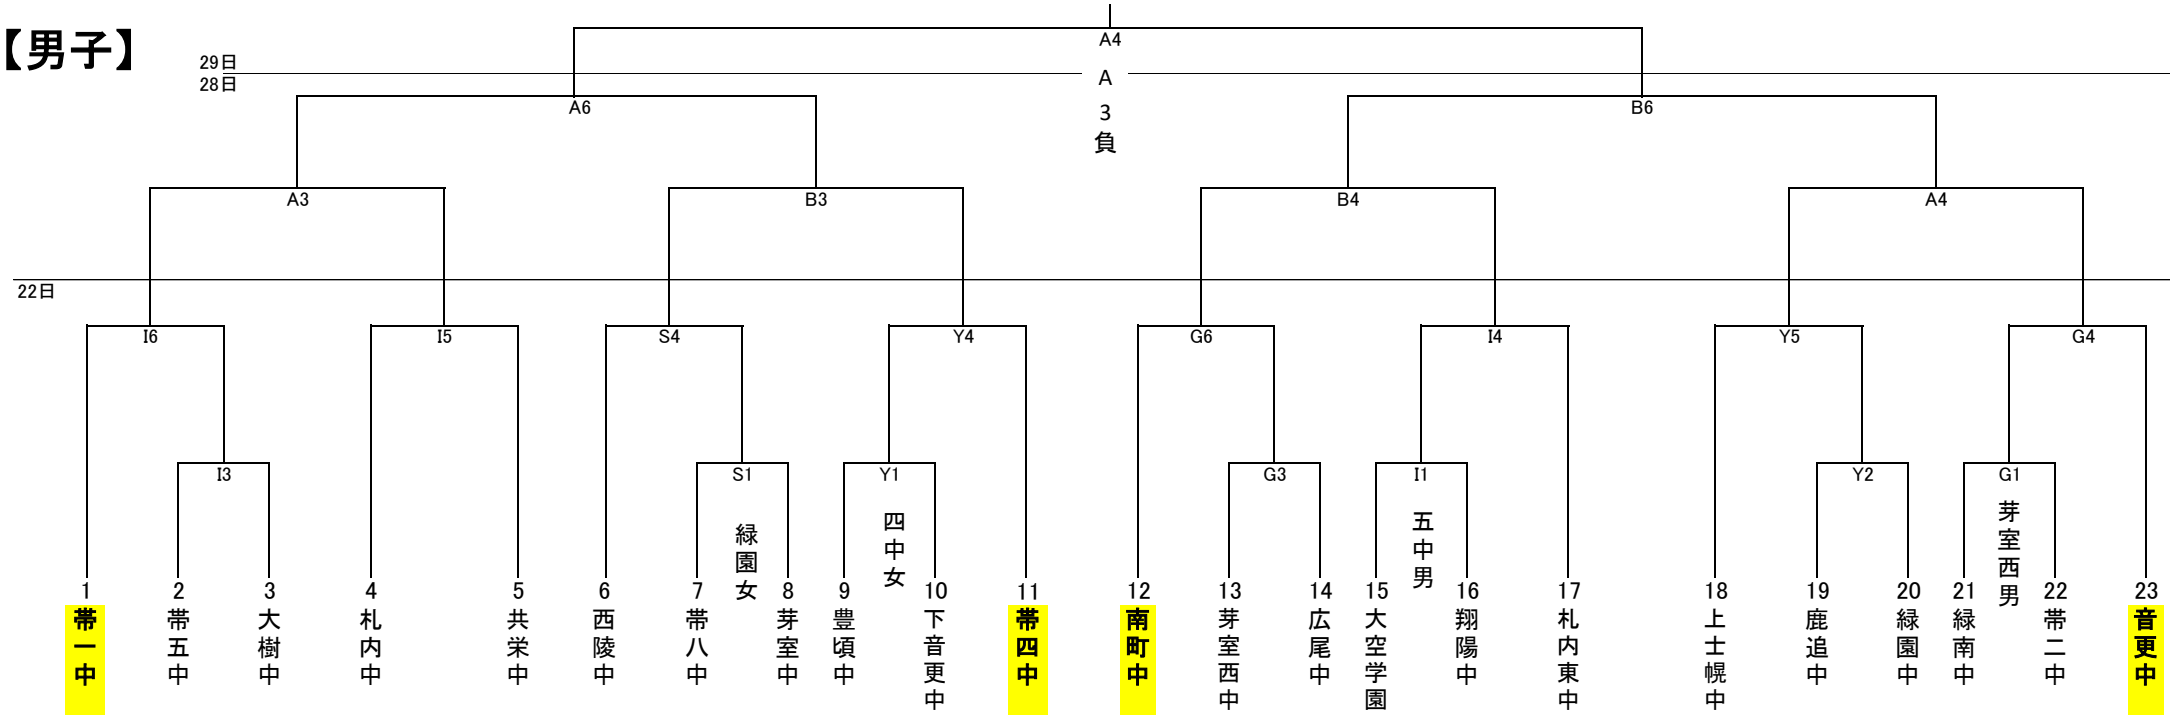 【男子】
A4
29日
28日
A3負
A6
B6
A3
B3
B4
A4
22日
I6
I5
S4
Y4
G6
I4
Y5
G4
I3
S1
Y1
G3
I1
Y2
G1
緑園女
四中女
五中男
芽室西男
1
帯一中
2
帯五中
3
大樹中
4
札内中
5
共栄中
6
西陵中
7
帯八中
8
芽室中
9
豊頃中
10
下音更中
11
帯四中
12
南町中
13
芽室西中
14
広尾中
15
大空学園
16
翔陽中
17
札内東中
18
上士幌中
19
鹿追中
20
緑園中
21
緑南中
22
帯二中
23
音更中